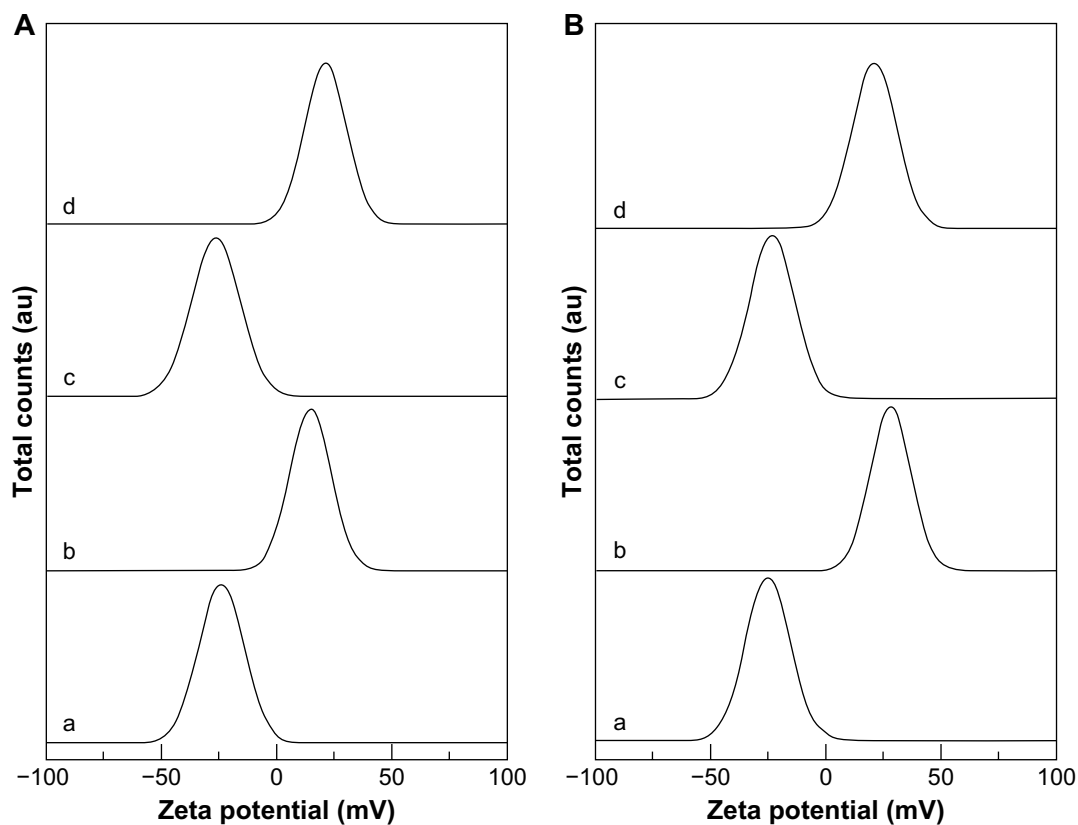 A
Total counts (au)
d
c
b
a
−100 −50 0 50 100
Zeta potential (mV)
B
Total counts (au)
d
c
b
a
−100 −50 0 50 100
Zeta potential (mV)